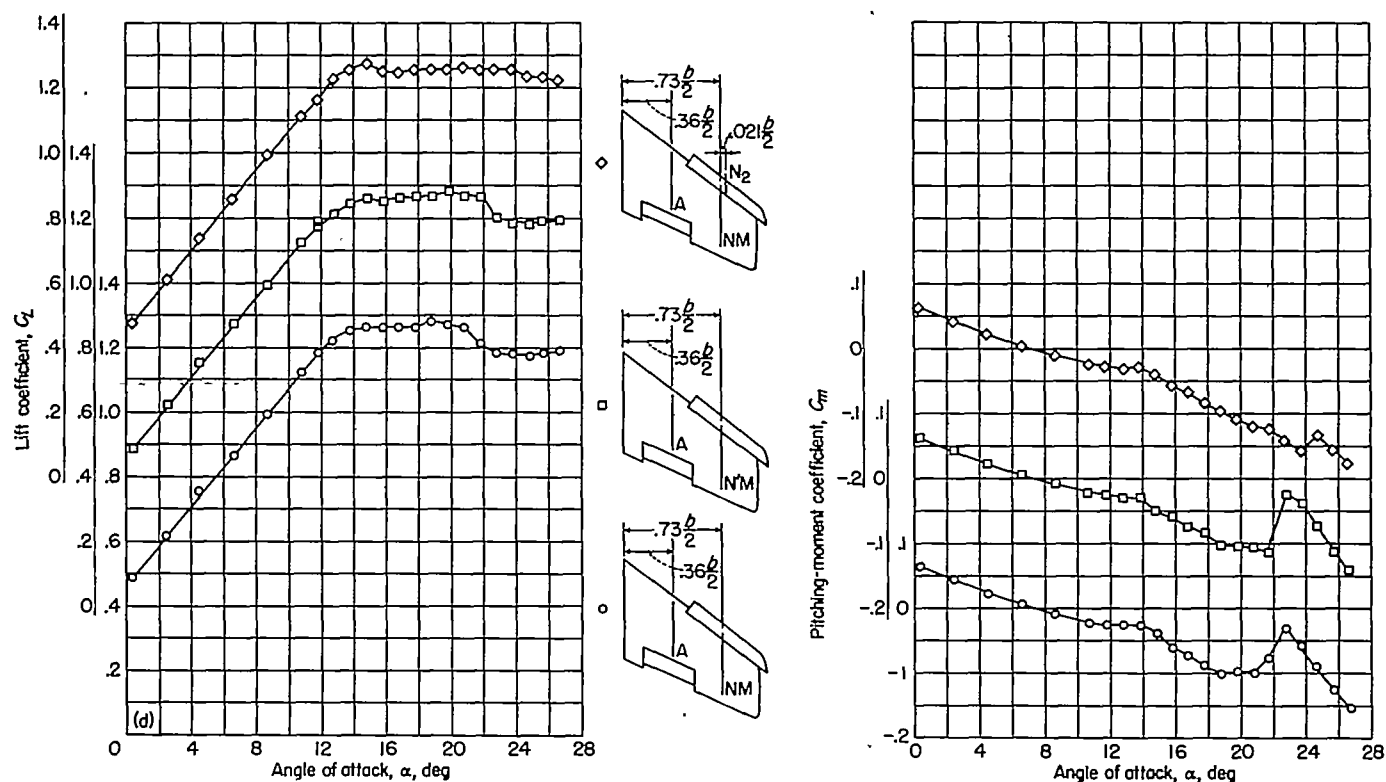 1.4
1.2
1.0 1.4
.8 1.2
.6 1.0 1.4
.4 .8 1.2
.2 .6 1.0
0 .4 .8
.2 .6
0 .4
.2
0
Lift coefficient, C_L
(d)
0 4 8 12 16 20 24 28
Angle of attack, α, deg
.73 b/2
.36 b/2
.021 b/2
N2
A
NM
.73 b/2
.36 b/2
A
N'M
.73 b/2
.36 b/2
A
NM
.1
0
-.1 .1
-.2 0
-.1 .1
-.2 0
-.1
-.2
Pitching-moment coefficient, C_m
0 4 8 12 16 20 24 28
Angle of attack, α, deg